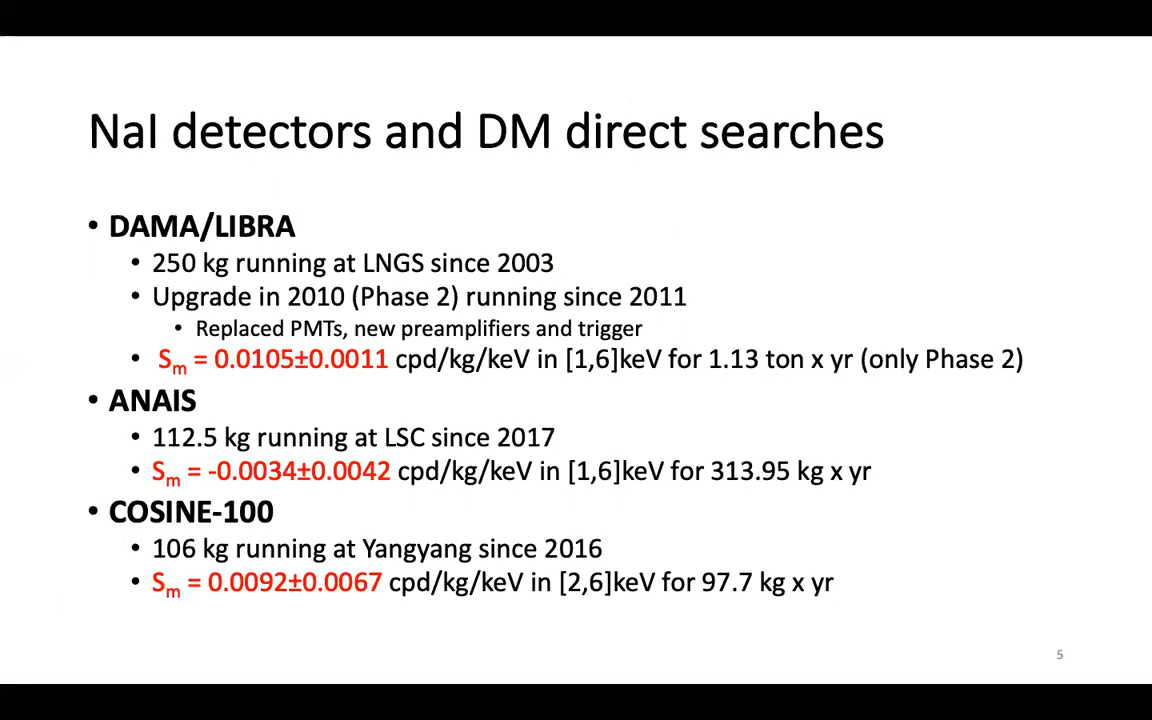 NaI detectors and DM direct searches
• DAMA/LIBRA
• 250 kg running at LNGS since 2003
• Upgrade in 2010 (Phase 2) running since 2011
• Replaced PMTs, new preamplifiers and trigger
• Sm = 0.0105±0.0011 cpd/kg/keV in [1,6]keV for 1.13 ton x yr (only Phase 2)
• ANAIS
• 112.5 kg running at LSC since 2017
• Sm = -0.0034±0.0042 cpd/kg/keV in [1,6]keV for 313.95 kg x yr
• COSINE-100
• 106 kg running at Yangyang since 2016
• Sm = 0.0092±0.0067 cpd/kg/keV in [2,6]keV for 97.7 kg x yr
5